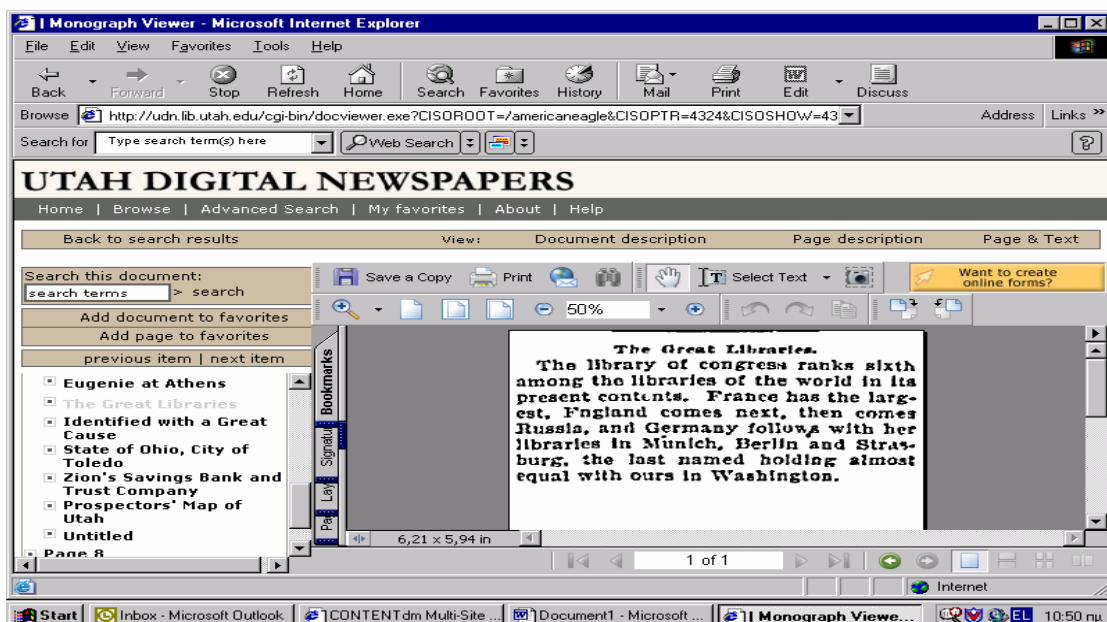 | Monograph Viewer - Microsoft Internet Explorer
File Edit View Favorites Tools Help
Back Forward Stop Refresh Home Search Favorites History Mail Print Edit Discuss
Browse http://udn.lib.utah.edu/cgi-bin/docviewer.exe?CISOROOT=/americaneagle&CISOPTR=4324&CISOSHOW=43 Address Links »
Search for Type search term(s) here Web Search
UTAH DIGITAL NEWSPAPERS
Home | Browse | Advanced Search | My favorites | About | Help
Back to search results View: Document description Page description Page & Text
Search this document:
search terms > search
Add document to favorites
Add page to favorites
previous item | next item
Eugenie at Athens
The Great Libraries
Identified with a Great
Cause
State of Ohio, City of
Toledo
Zion's Savings Bank and
Trust Company
Prospectors' Map of
Utah
Untitled
Page 8
Save a Copy Print Select Text Want to create
online forms?
50%
Bookmarks
Signatu
Lay
Pa
The Great Libraries.
The library of congress ranks sixth
among the libraries of the world in its
present contents. France has the larg-
est, England comes next, then comes
Russia, and Germany follows with her
libraries in Munich, Berlin and Stras-
burg, the last named holding almost
equal with ours in Washington.
6,21 x 5,94 in
1 of 1
Internet
Start Inbox - Microsoft Outlook CONTENTdm Multi-Site ... Document1 - Microsoft ... | Monograph Viewe... EL 10:50 πμ